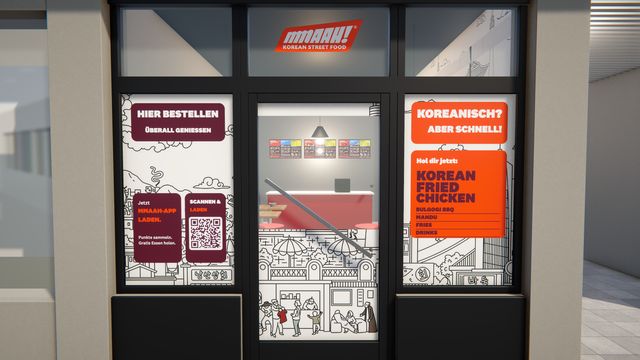 MMAAH!
KOREAN STREET FOOD
HIER BESTELLEN
ÜBERALL GENIESSEN
Jetzt
MMAAH-APP
LADEN.
Punkte sammeln.
Gratis Essen holen.
SCANNEN &
LADEN
KOREANISCH?
ABER SCHNELL!
Hol dir jetzt:
KOREAN
FRIED
CHICKEN
BULGOGI BBQ
MANDU
FRIES
DRINKS